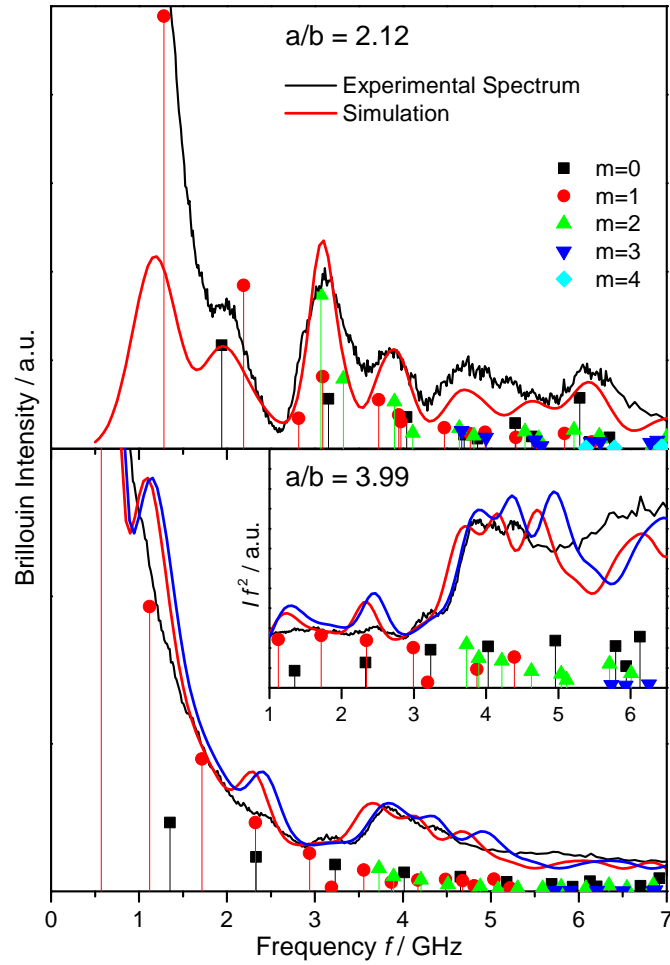 a/b = 2.12
Experimental Spectrum
Simulation
m=0
m=1
m=2
m=3
m=4
Brillouin Intensity / a.u.
a/b = 3.99
I f² / a.u.
1 2 3 4 5 6
0 1 2 3 4 5 6 7
Frequency f / GHz